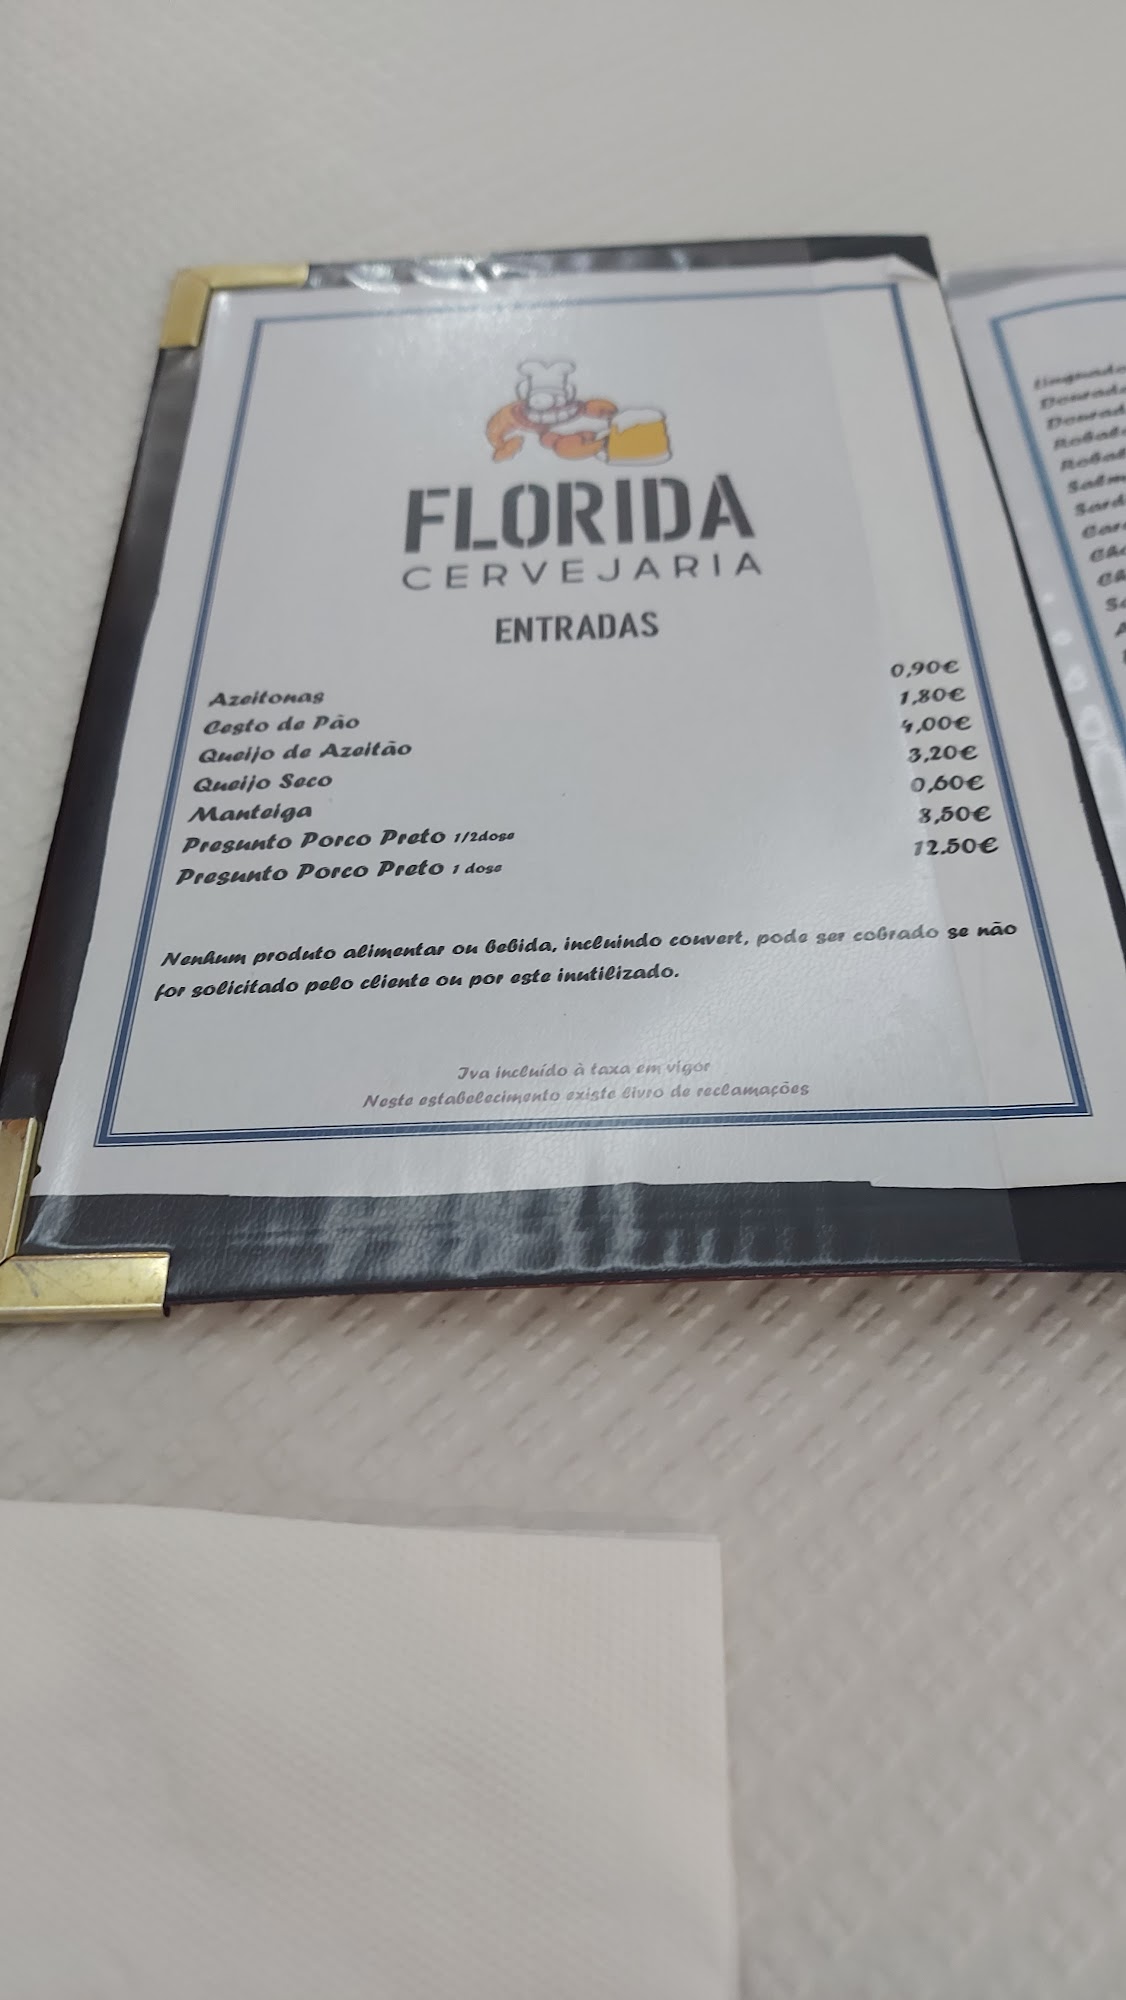 FLORIDA
CERVEJARIA
ENTRADAS
Azeitonas 0,90€
Cesto de Pão 1,80€
Queijo de Azeitão 4,00€
Queijo Seco 3,20€
Manteiga 0,60€
Presunto Porco Preto 1/2dose 8,50€
Presunto Porco Preto 1 dose 12.50€
Nenhum produto alimentar ou bebida, incluindo couvert, pode ser cobrado se não
for solicitado pelo cliente ou por este inutilizado.
Iva incluído à taxa em vigor
Neste estabelecimento existe livro de reclamações